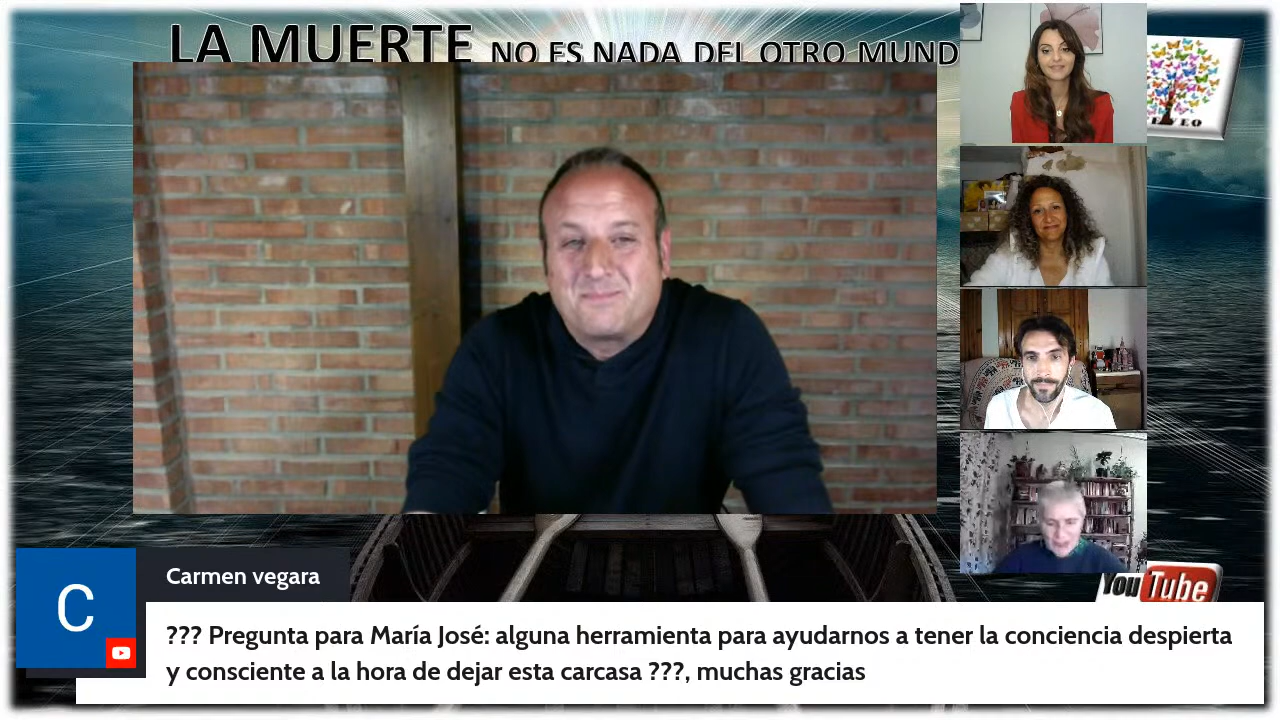 LA MUERTE NO ES NADA DEL OTRO MUND
YouTube
C
Carmen vegara
??? Pregunta para María José: alguna herramienta para ayudarnos a tener la conciencia despierta
y consciente a la hora de dejar esta carcasa ???, muchas gracias